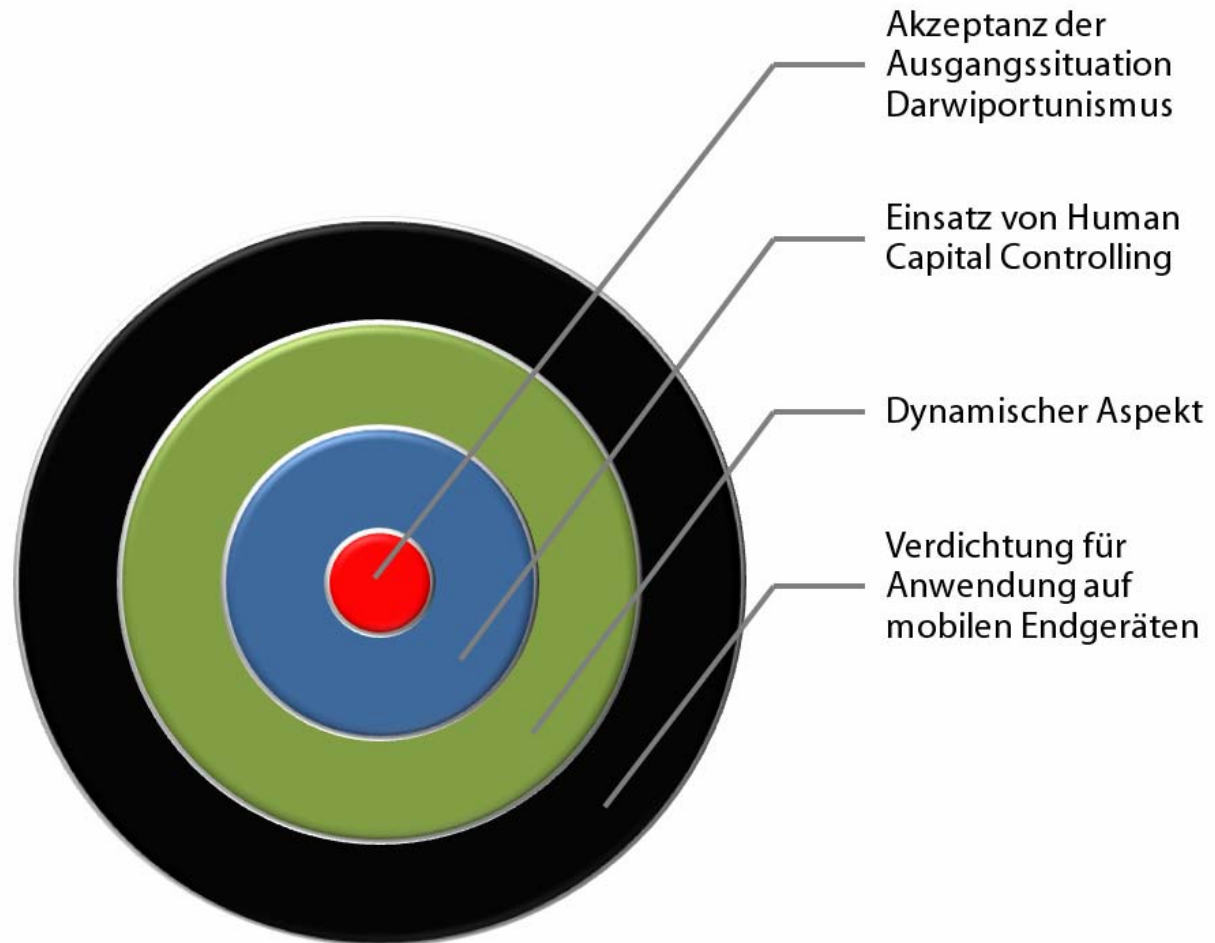 Akzeptanz der
Ausgangssituation
Darwiportunismus
Einsatz von Human
Capital Controlling
Dynamischer Aspekt
Verdichtung für
Anwendung auf
mobilen Endgeräten